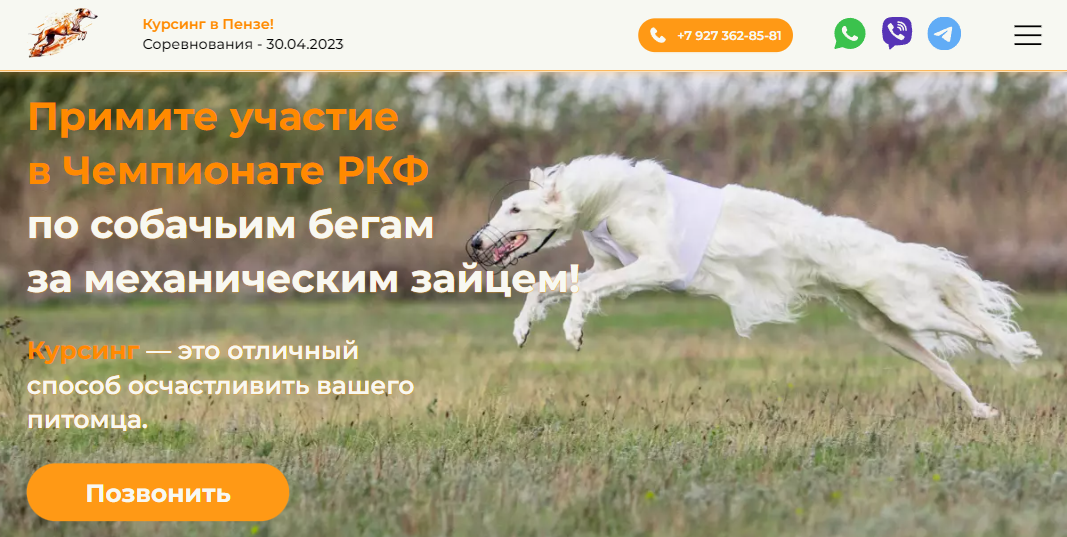 Курсинг в Пензе!
Соревнования - 30.04.2023
+7 927 362-85-81
Примите участие
в Чемпионате РКФ
по собачьим бегам
за механическим зайцем!
Курсинг — это отличный
способ осчастливить вашего
питомца.
Позвонить